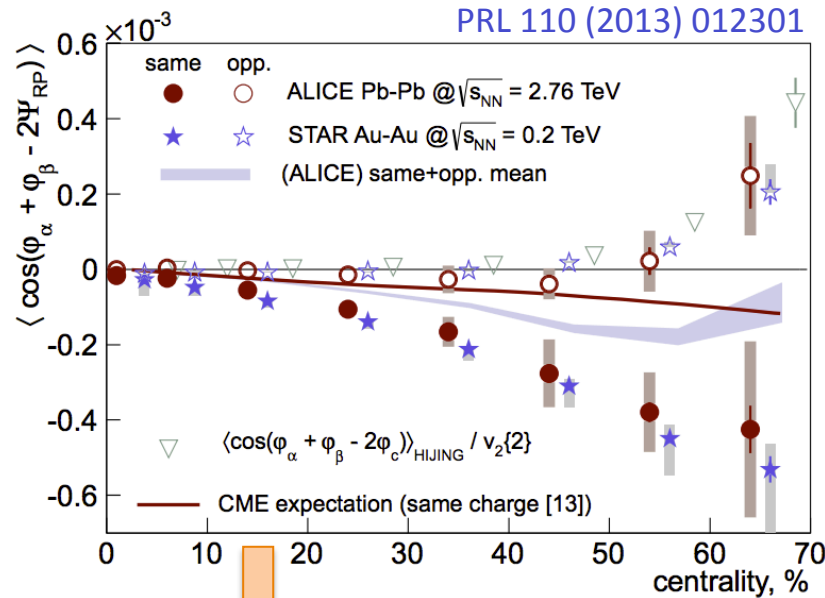 PRL 110 (2013) 012301
×10⁻³
same opp.
ALICE Pb-Pb @ √sNN = 2.76 TeV
STAR Au-Au @ √sNN = 0.2 TeV
(ALICE) same+opp. mean
⟨ cos(φα + φβ - 2ΨRP) ⟩
0.6
0.4
0.2
0
-0.2
-0.4
-0.6
⟨cos(φα + φβ - 2φc)⟩HIJING / v2{2}
CME expectation (same charge [13])
0 10 20 30 40 50 60 70
centrality, %